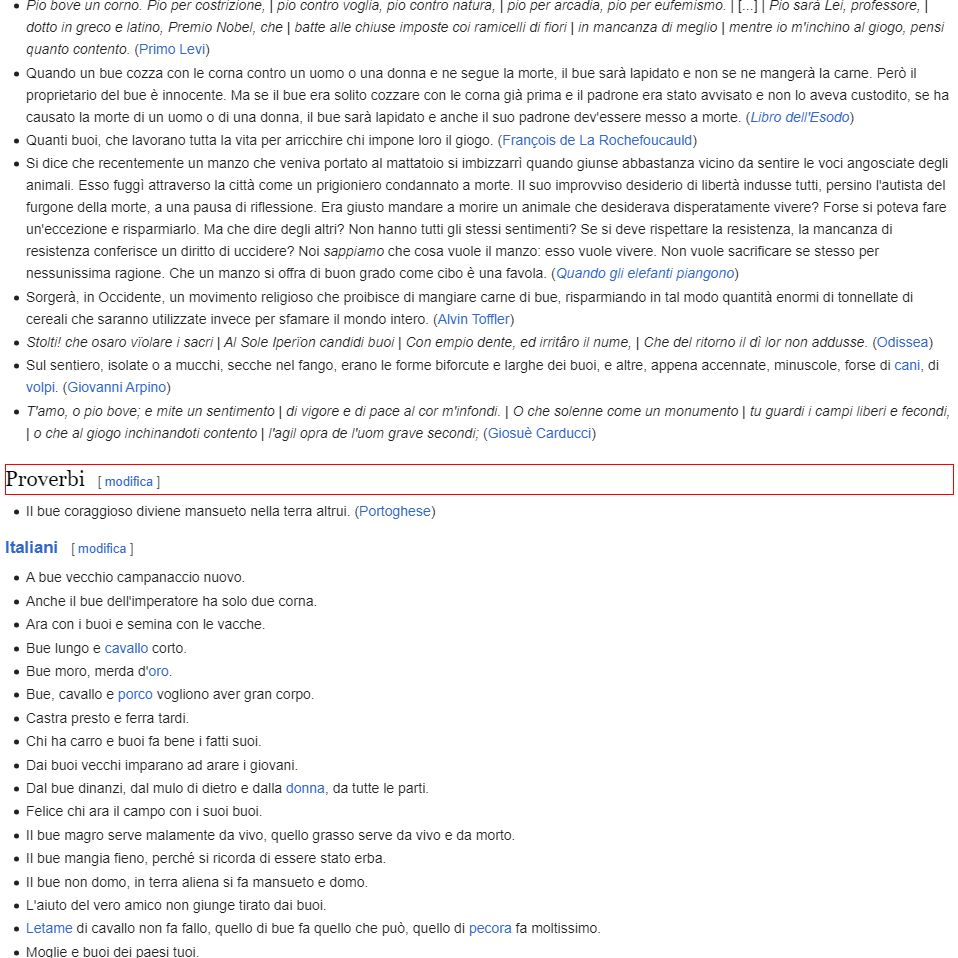 Pio bove un corno. Pio per costrizione, | pio contro voglia, pio contro natura, | pio per arcadia, pio per eufemismo. | [...] | Pio sarà Lei, professore, |
dotto in greco e latino, Premio Nobel, che | batte alle chiuse imposte coi ramicelli di fiori | in mancanza di meglio | mentre io m'inchino al giogo, pensi
quanto contento. (Primo Levi)
Quando un bue cozza con le corna contro un uomo o una donna e ne segue la morte, il bue sarà lapidato e non se ne mangerà la carne. Però il
proprietario del bue è innocente. Ma se il bue era solito cozzare con le corna già prima e il padrone era stato avvisato e non lo aveva custodito, se ha
causato la morte di un uomo o di una donna, il bue sarà lapidato e anche il suo padrone dev'essere messo a morte. (Libro dell'Esodo)
Quanti buoi, che lavorano tutta la vita per arricchire chi impone loro il giogo. (François de La Rochefoucauld)
Si dice che recentemente un manzo che veniva portato al mattatoio si imbizzarrì quando giunse abbastanza vicino da sentire le voci angosciate degli
animali. Esso fuggì attraverso la città come un prigioniero condannato a morte. Il suo improvviso desiderio di libertà indusse tutti, persino l'autista del
furgone della morte, a una pausa di riflessione. Era giusto mandare a morire un animale che desiderava disperatamente vivere? Forse si poteva fare
un'eccezione e risparmiarlo. Ma che dire degli altri? Non hanno tutti gli stessi sentimenti? Se si deve rispettare la resistenza, la mancanza di
resistenza conferisce un diritto di uccidere? Noi sappiamo che cosa vuole il manzo: esso vuole vivere. Non vuole sacrificare se stesso per
nessunissima ragione. Che un manzo si offra di buon grado come cibo è una favola. (Quando gli elefanti piangono)
Sorgerà, in Occidente, un movimento religioso che proibisce di mangiare carne di bue, risparmiando in tal modo quantità enormi di tonnellate di
cereali che saranno utilizzate invece per sfamare il mondo intero. (Alvin Toffler)
Stolti! che osaro vïolare i sacri | Al Sole Iperïon candidi buoi | Con empio dente, ed irritâro il nume, | Che del ritorno il dì lor non addusse. (Odissea)
Sul sentiero, isolate o a mucchi, secche nel fango, erano le forme biforcute e larghe dei buoi, e altre, appena accennate, minuscole, forse di cani, di
volpi. (Giovanni Arpino)
T'amo, o pio bove; e mite un sentimento | di vigore e di pace al cor m'infondi. | O che solenne come un monumento | tu guardi i campi liberi e fecondi,
| o che al giogo inchinandoti contento | l'agil opra de l'uom grave secondi; (Giosuè Carducci)
Proverbi [ modifica ]
Il bue coraggioso diviene mansueto nella terra altrui. (Portoghese)
Italiani [ modifica ]
A bue vecchio campanaccio nuovo.
Anche il bue dell'imperatore ha solo due corna.
Ara con i buoi e semina con le vacche.
Bue lungo e cavallo corto.
Bue moro, merda d'oro.
Bue, cavallo e porco vogliono aver gran corpo.
Castra presto e ferra tardi.
Chi ha carro e buoi fa bene i fatti suoi.
Dai buoi vecchi imparano ad arare i giovani.
Dal bue dinanzi, dal mulo di dietro e dalla donna, da tutte le parti.
Felice chi ara il campo con i suoi buoi.
Il bue magro serve malamente da vivo, quello grasso serve da vivo e da morto.
Il bue mangia fieno, perché si ricorda di essere stato erba.
Il bue non domo, in terra aliena si fa mansueto e domo.
L'aiuto del vero amico non giunge tirato dai buoi.
Letame di cavallo non fa fallo, quello di bue fa quello che può, quello di pecora fa moltissimo.
Moglie e buoi dei paesi tuoi.